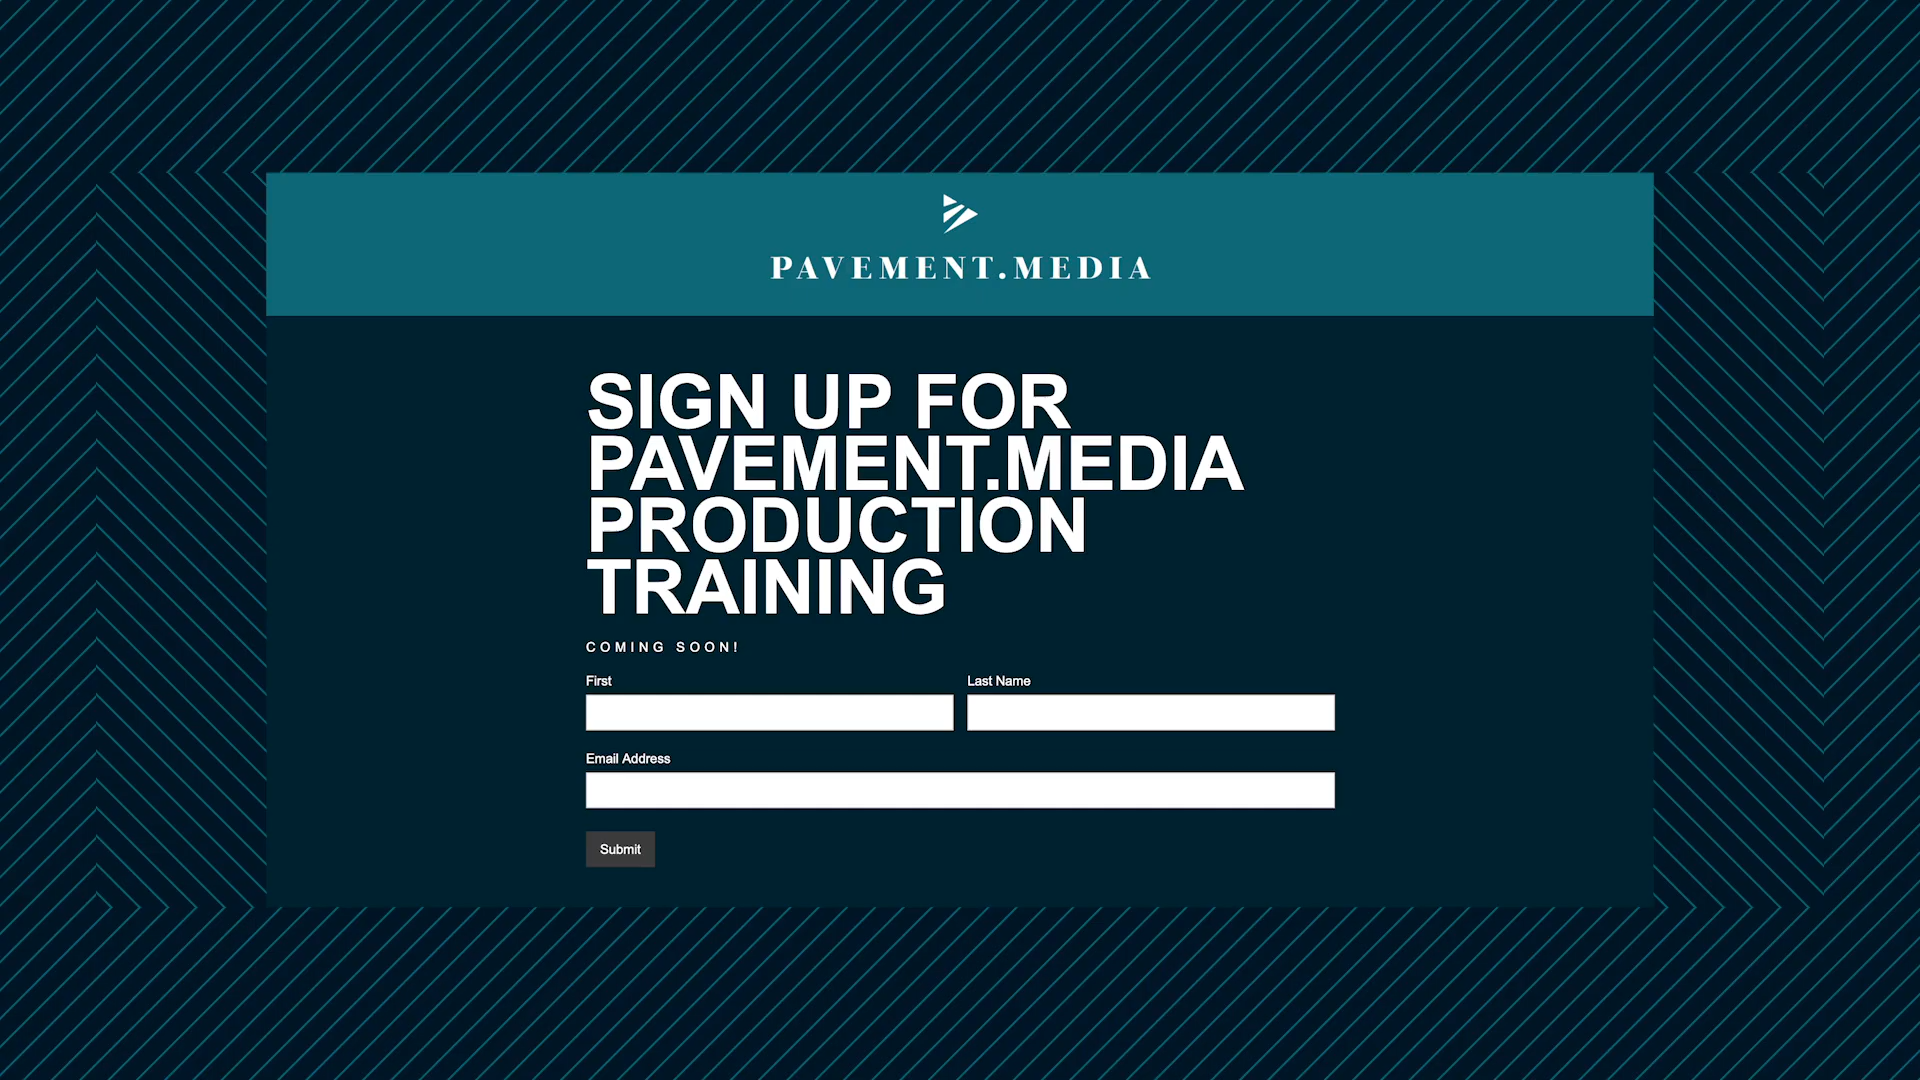 PAVEMENT.MEDIA
SIGN UP FOR
PAVEMENT.MEDIA
PRODUCTION
TRAINING
COMING SOON!
First
Last Name
Email Address
Submit